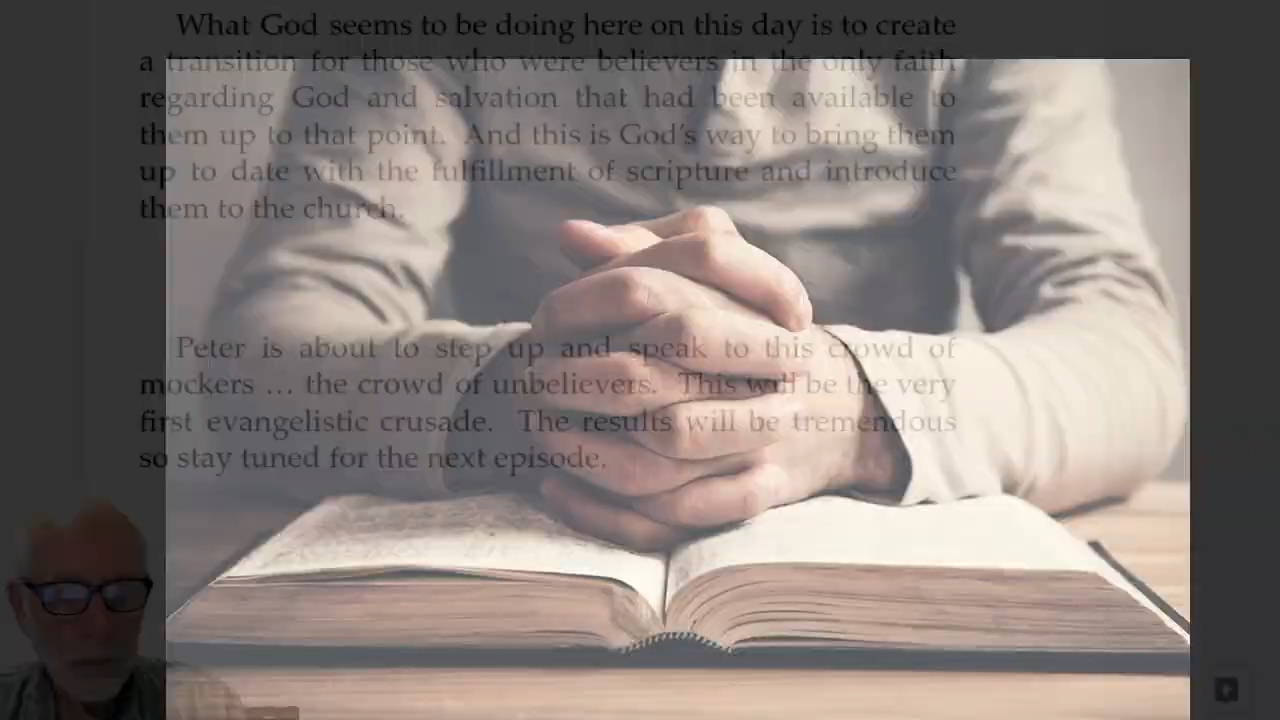 What God seems to be doing here on this day is to create
a transition for those who were believers in the only faith
regarding God and salvation that had been available to
them up to that point. And this is God's way to bring them
up to date with the fulfillment of scripture and introduce
them to the church.
Peter is about to step up and speak to this crowd of
mockers ... the crowd of unbelievers. This will be the very
first evangelistic crusade. The results will be tremendous
so stay tuned for the next episode.